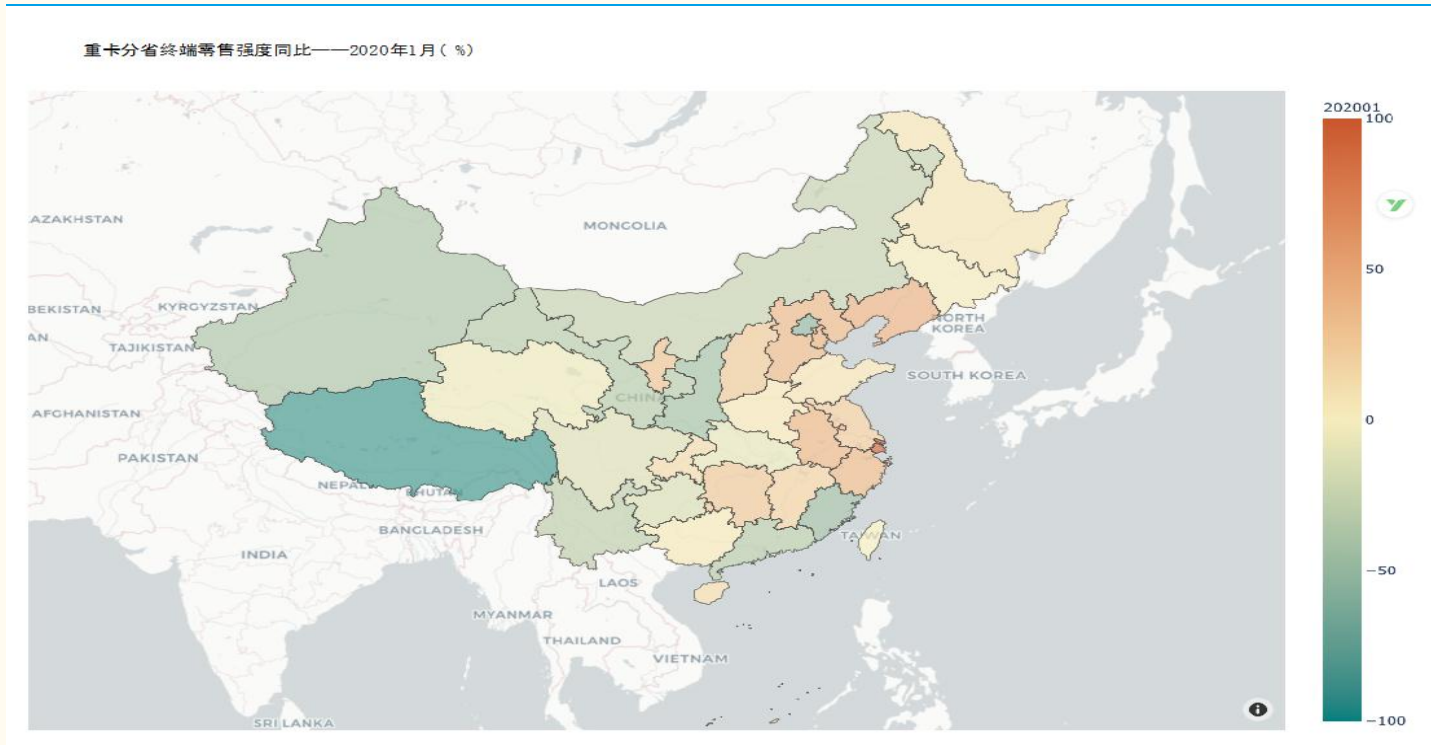 重卡分省终端零售强度同比——2020年1月( %)
202001
100
50
0
−50
−100
AZAKHSTAN
MONGOLIA
BEKISTAN
KYRGYZSTAN
AN
TAJIKISTAN
NORTH
KOREA
SOUTH KOREA
CHINA
AFGHANISTAN
PAKISTAN
NEPAL
BHUTAN
BANGLADESH
TAIWAN
INDIA
LAOS
MYANMAR
THAILAND
VIETNAM
SRI LANKA